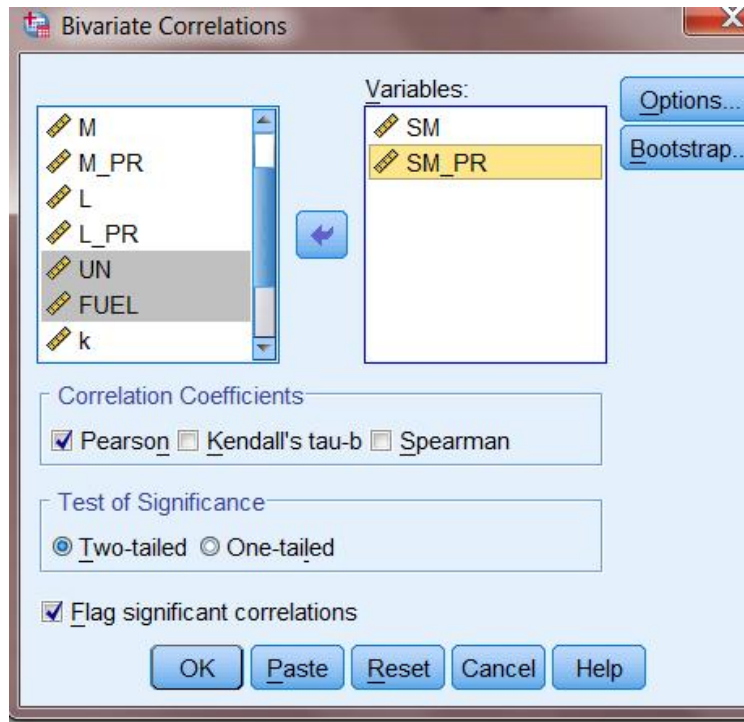 Bivariate Correlations
Variables:
M
M_PR
L
L_PR
UN
FUEL
k
SM
SM_PR
Options...
Bootstrap..
Correlation Coefficients
Pearson Kendall's tau-b Spearman
Test of Significance
Two-tailed One-tailed
Flag significant correlations
OK Paste Reset Cancel Help